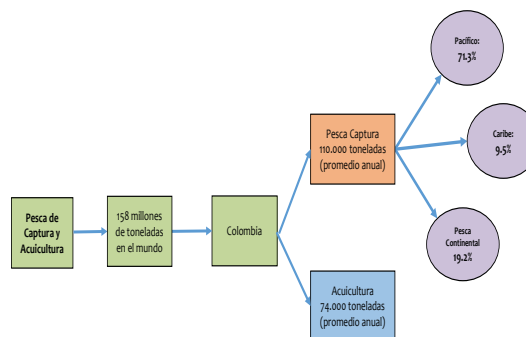 Pesca de
Captura y
Acuicultura
158 millones
de toneladas
en el mundo
Colombia
Pesca Captura
110.000 toneladas
(promedio anual)
Acuicultura
74.000 toneladas
(promedio anual)
Pacífico:
71.3%
Caribe:
9.5%
Pesca
Continental
19.2%